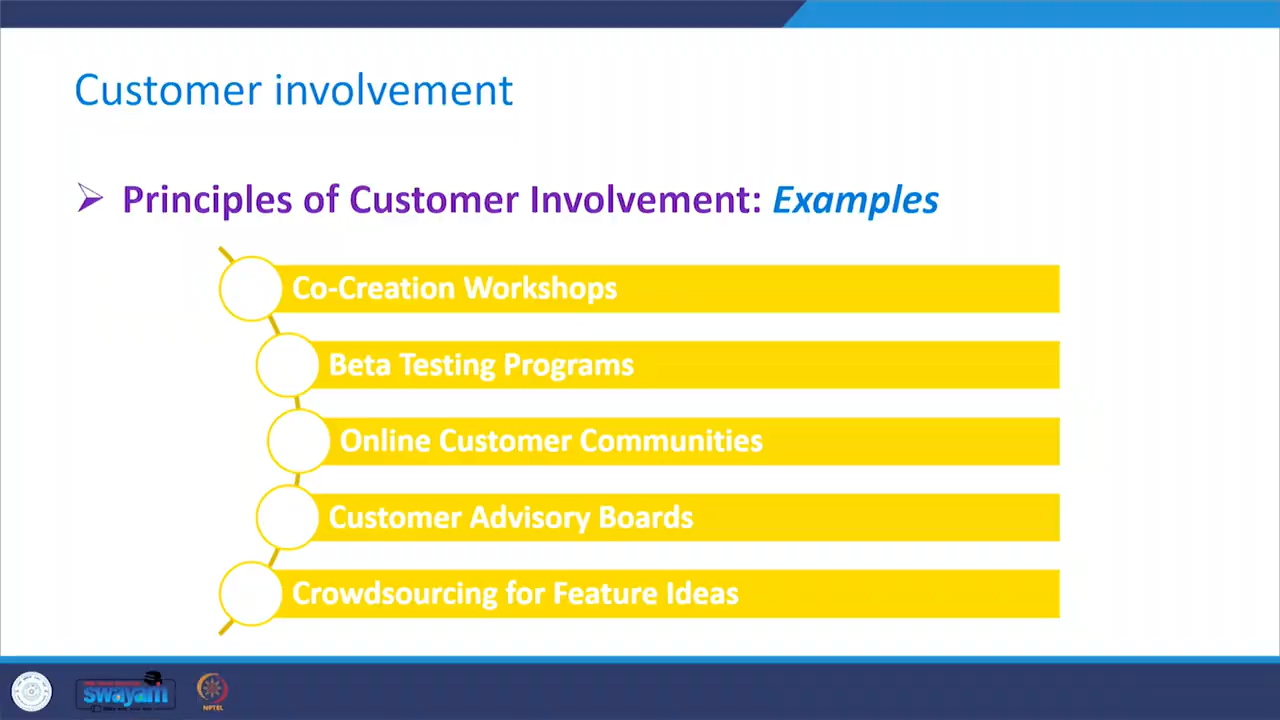 Customer involvement
Principles of Customer Involvement: Examples
Co-Creation Workshops
Beta Testing Programs
Online Customer Communities
Customer Advisory Boards
Crowdsourcing for Feature Ideas
swayam
NPTEL